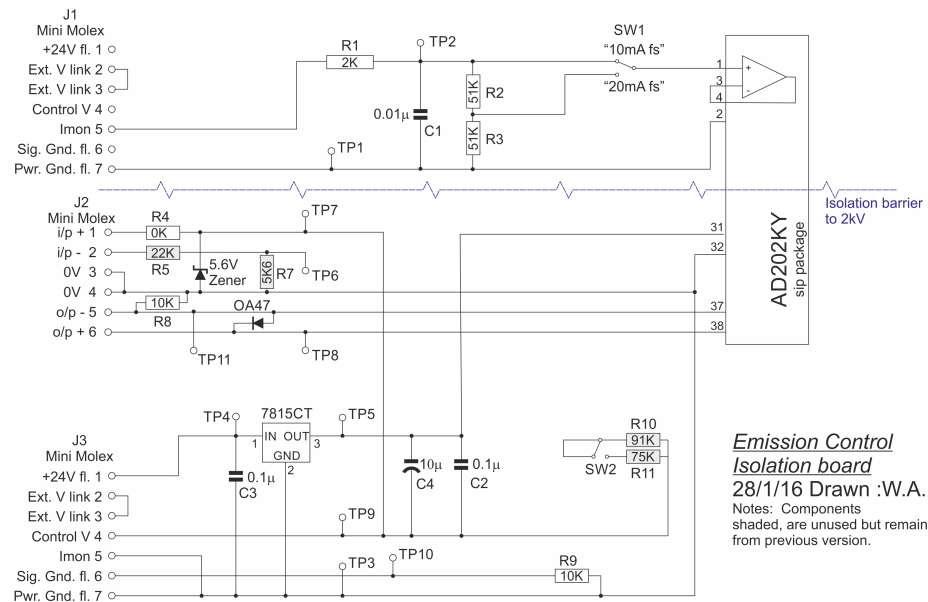 J1
Mini Molex
+24V fl. 1
Ext. V link 2
Ext. V link 3
Control V 4
Imon 5
Sig. Gnd. fl. 6
Pwr. Gnd. fl. 7
R1
2K
TP2
0.01µ
C1
51K
R2
51K
R3
TP1
SW1
“10mA fs”
“20mA fs”
1
3
4
2
+
-
Isolation barrier
to 2kV
J2
Mini Molex
i/p + 1
i/p - 2
0V 3
0V 4
o/p - 5
o/p + 6
R4
0K
22K
R5
5.6V
Zener
5K6
R7
TP7
TP6
10K
R8
OA47
TP11
TP8
31
32
37
38
AD202KY
sip package
J3
Mini Molex
+24V fl. 1
Ext. V link 2
Ext. V link 3
Control V 4
Imon 5
Sig. Gnd. fl. 6
Pwr. Gnd. fl. 7
TP4
7815CT
1
IN OUT
3
GND
2
TP5
0.1µ
C3
10µ
C4
0.1µ
C2
TP9
TP3
TP10
R9
10K
SW2
R10
91K
75K
R11
Emission Control
Isolation board
28/1/16 Drawn :W.A.
Notes: Components
shaded, are unused but remain
from previous version.